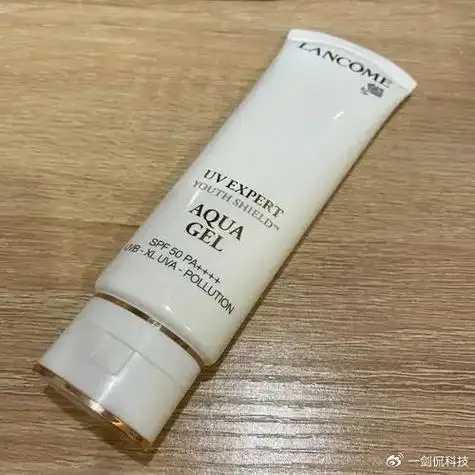 LANCOME
UV EXPERT
YOUTH SHIELD™
AQUA
GEL
SPF 50 PA++++
UVB - XL UVA - POLLUTION
一剑侃科技